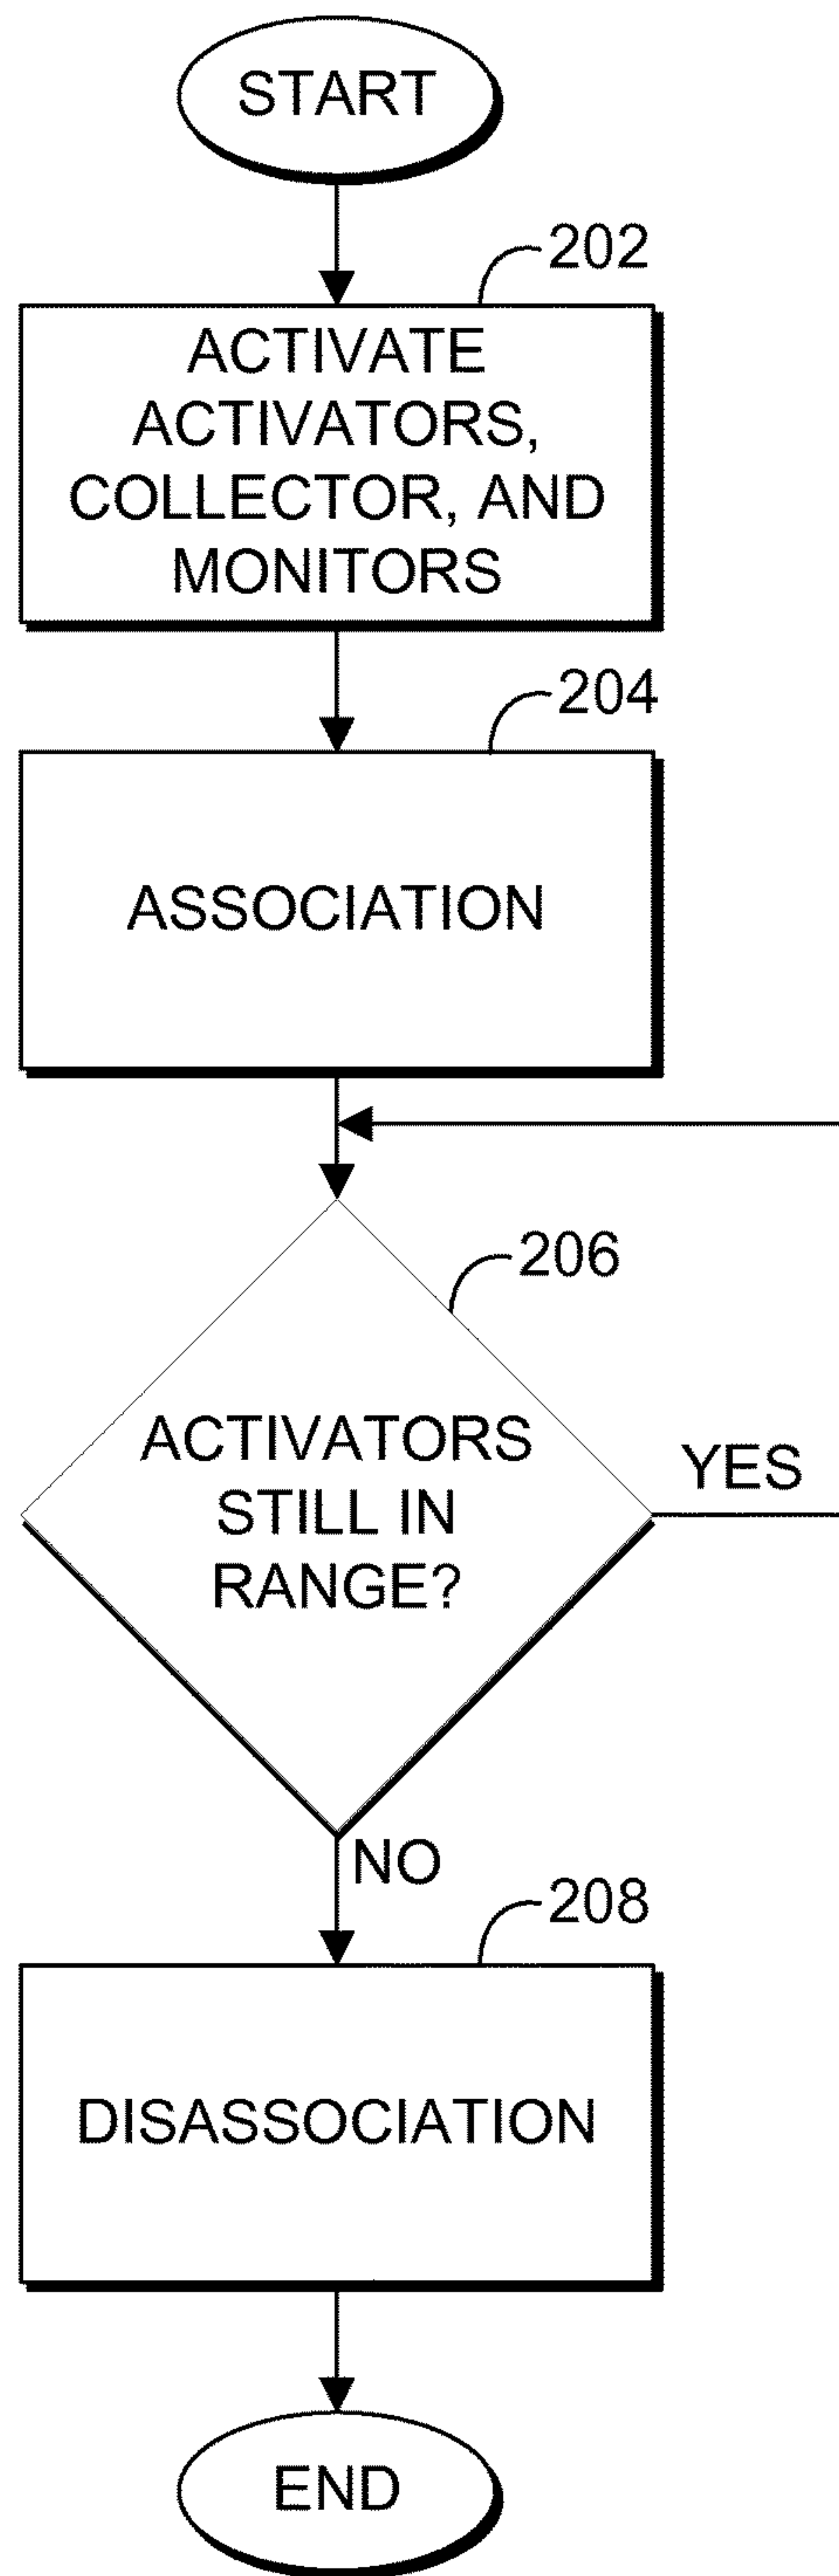 START
202
ACTIVATE
ACTIVATORS,
COLLECTOR, AND
MONITORS
204
ASSOCIATION
206
ACTIVATORS
STILL IN
RANGE?
YES
NO
208
DISASSOCIATION
END